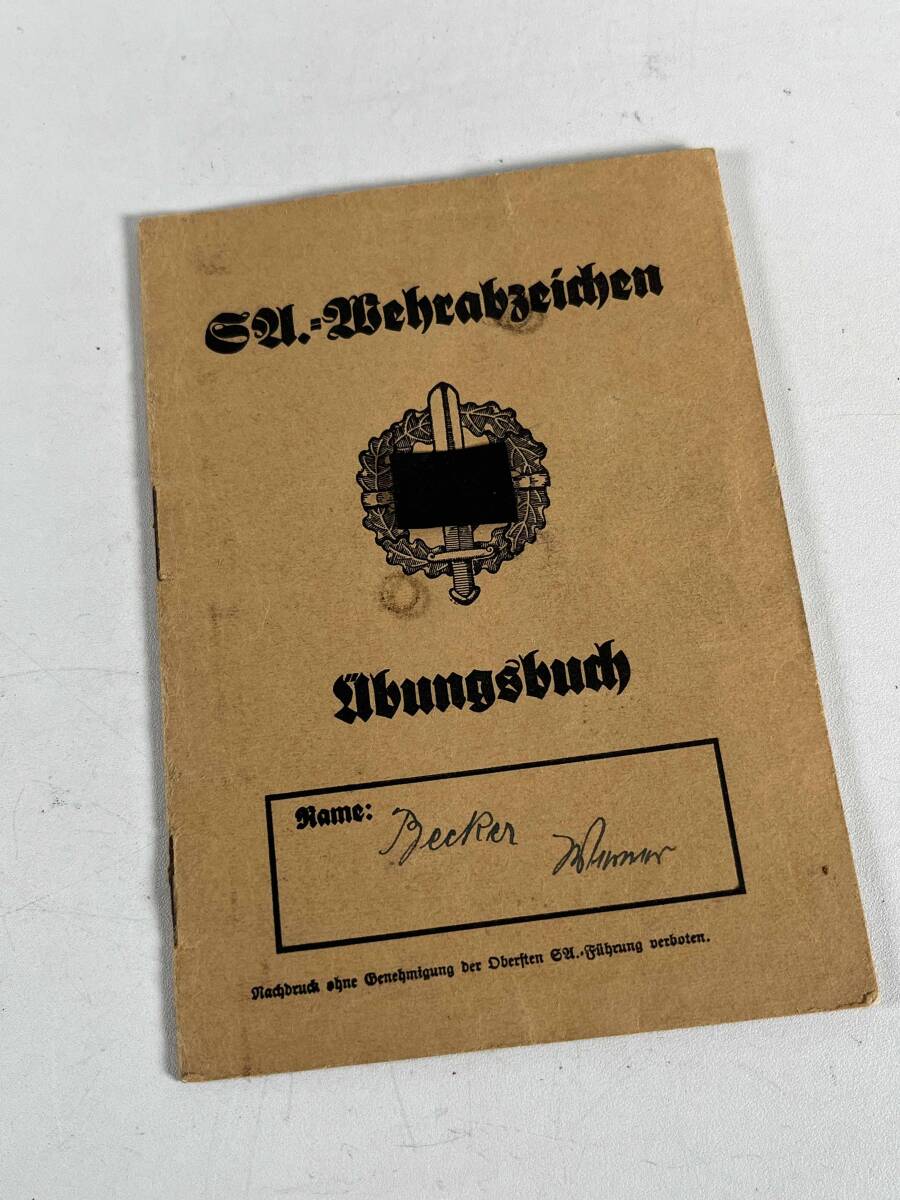 SA.-Wehrabzeichen
Übungsbuch
Name: Becker Werner
Nachdruck ohne Genehmigung der Obersten SA.-Führung verboten.